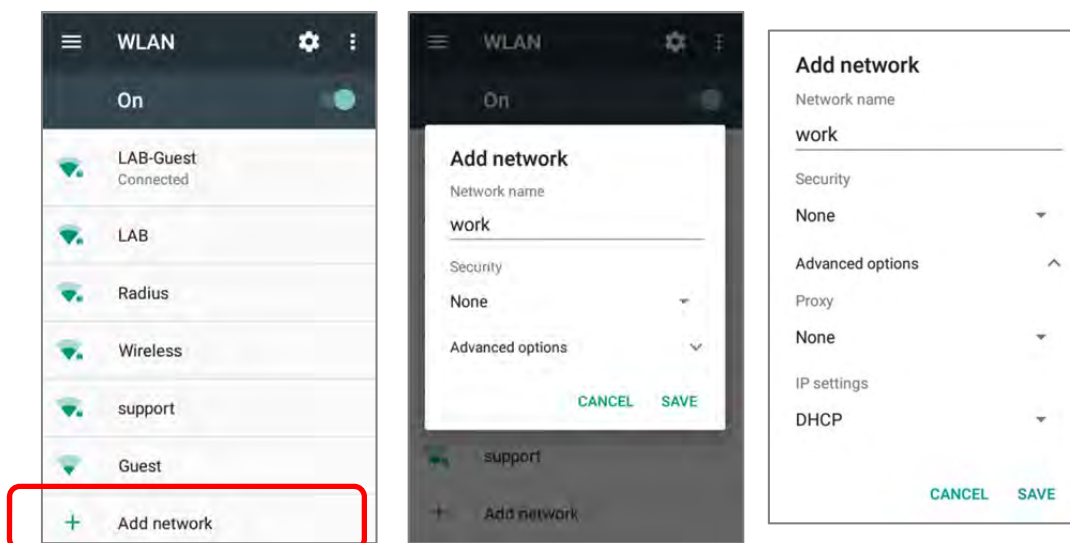 WLAN
On
LAB-Guest
Connected
LAB
Radius
Wireless
support
Guest
Add network
WLAN
On
Add network
Network name
work
Security
None
Advanced options
CANCEL SAVE
support
Add network
Add network
Network name
work
Security
None
Advanced options
Proxy
None
IP settings
DHCP
CANCEL SAVE